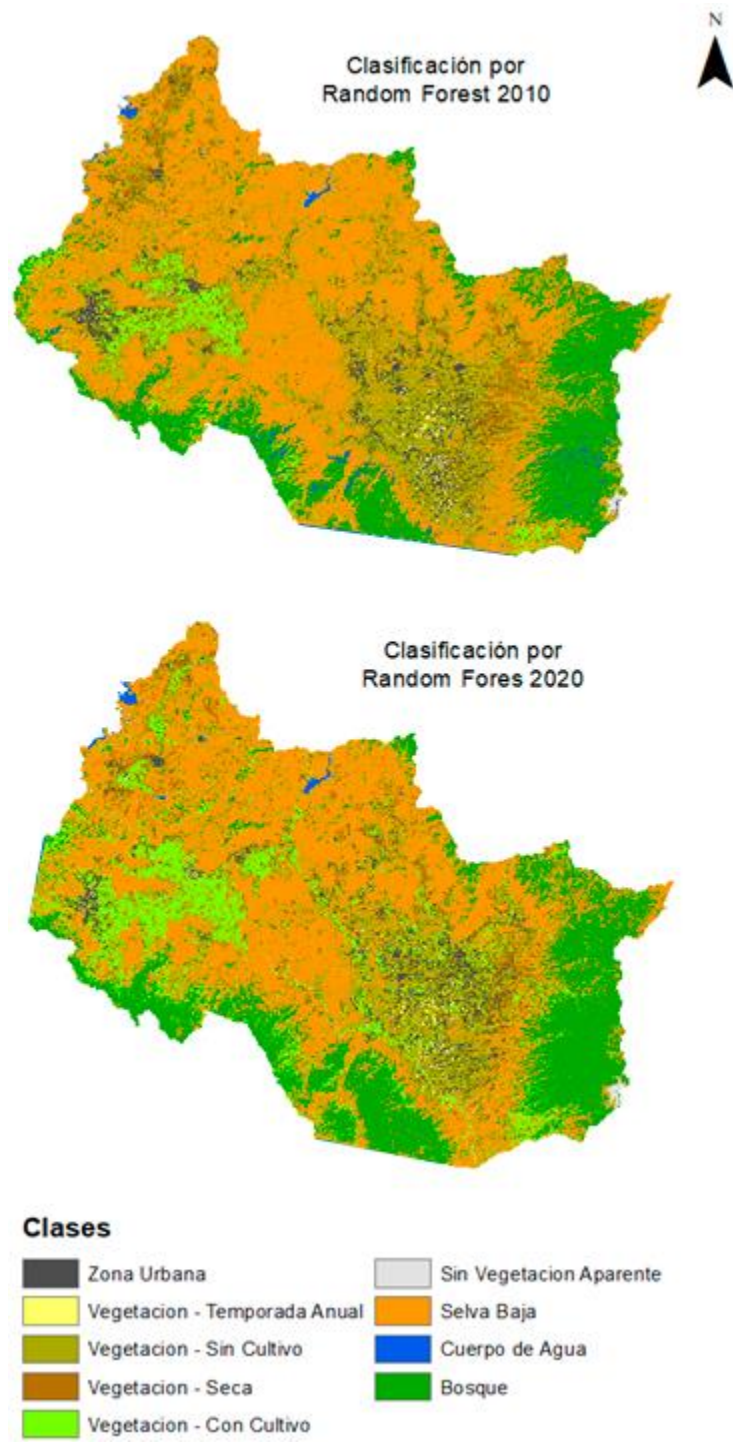 N
Clasificación por
Random Forest 2010
Clasificación por
Random Fores 2020
Clases
Zona Urbana
Vegetacion - Temporada Anual
Vegetacion - Sin Cultivo
Vegetacion - Seca
Vegetacion - Con Cultivo
Sin Vegetacion Aparente
Selva Baja
Cuerpo de Agua
Bosque